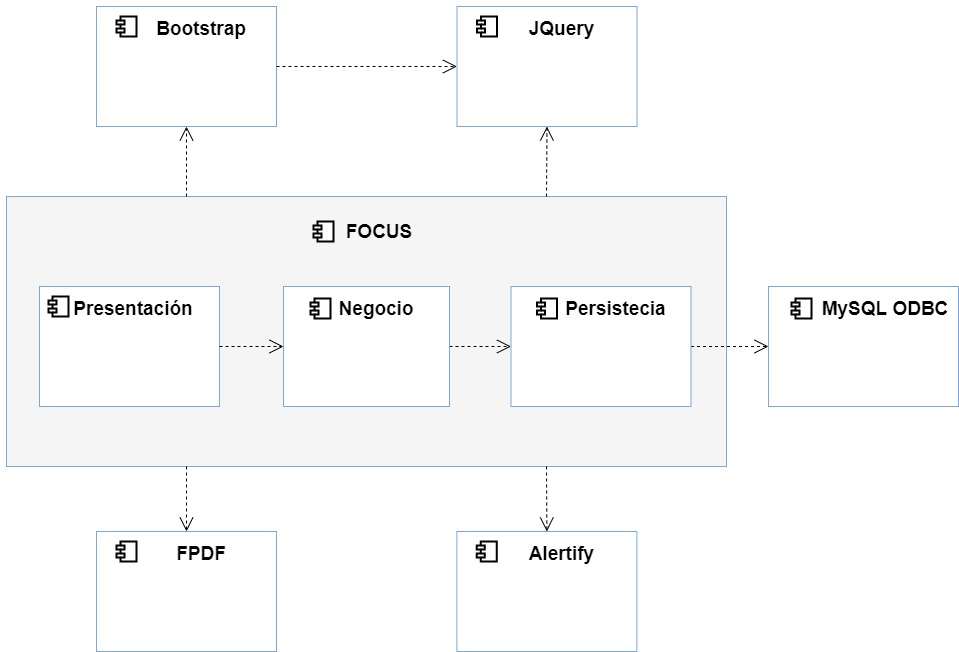 Bootstrap
JQuery
FOCUS
Presentación
Negocio
Persistecia
MySQL ODBC
FPDF
Alertify